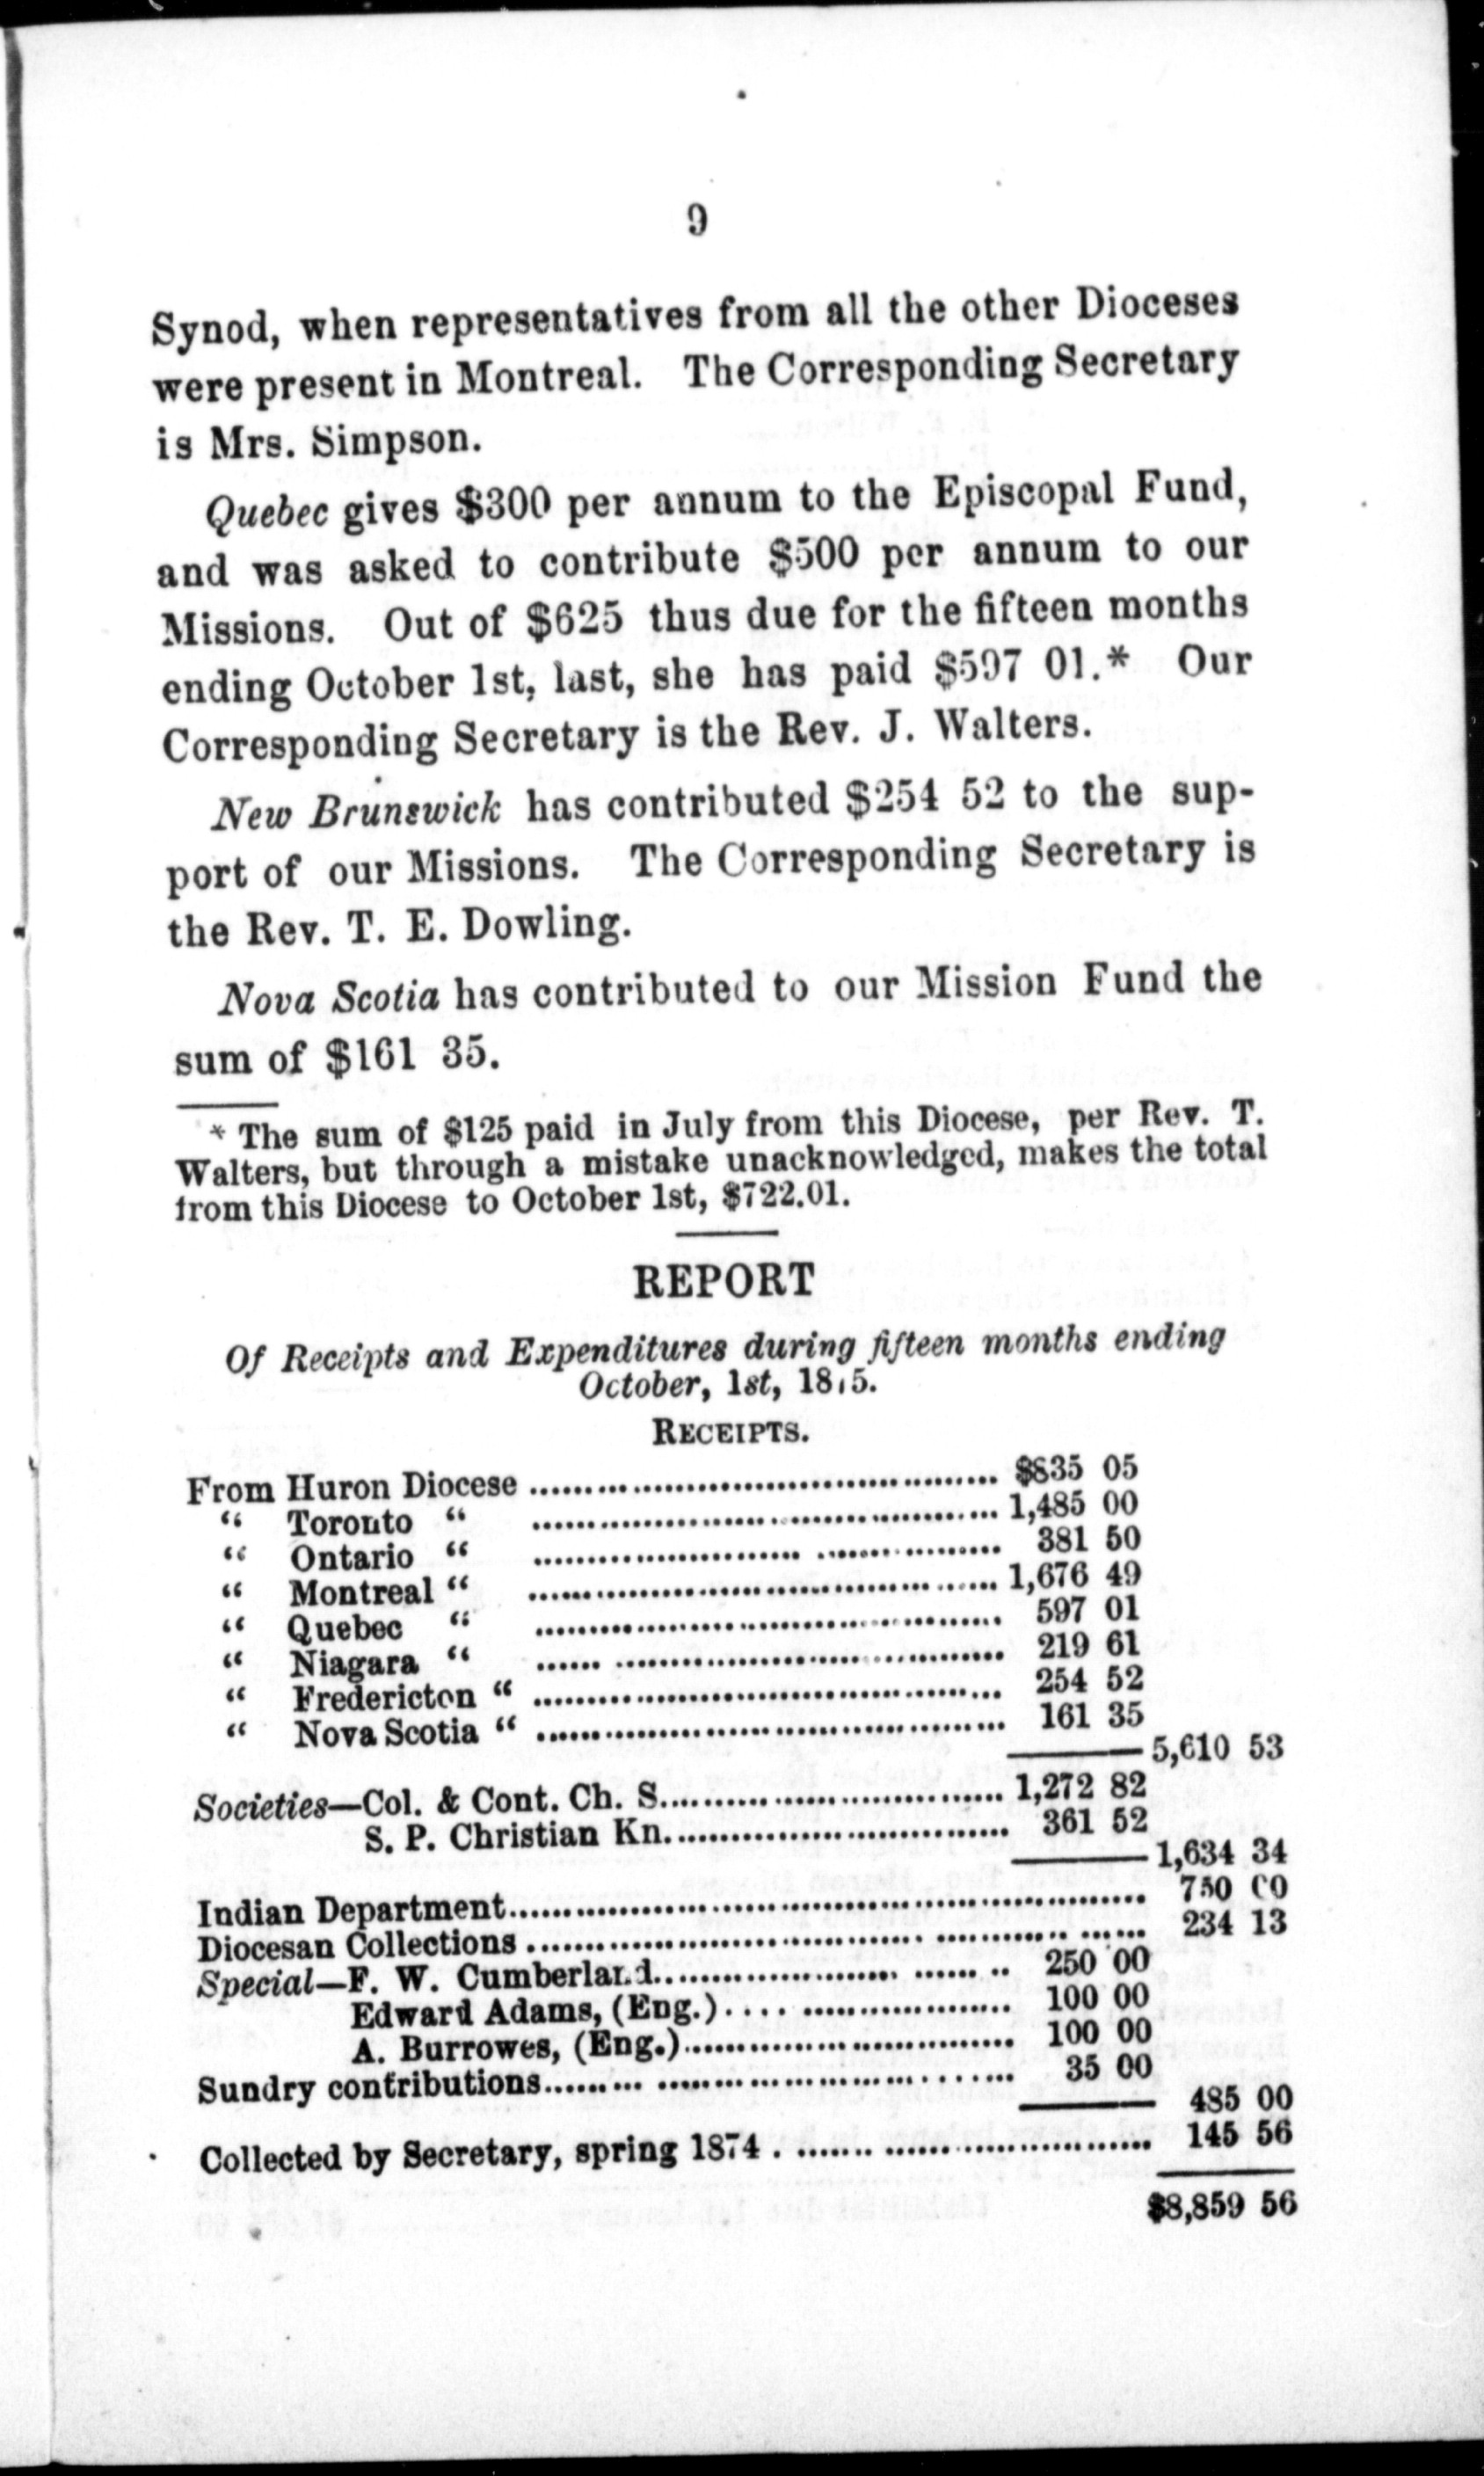 9
Synod, when representatives from all the other Dioceses
were present in Montreal. The Corresponding Secretary
is Mrs. Simpson.
Quebec gives $300 per annum to the Episcopal Fund,
and was asked to contribute $500 per annum to our
Missions. Out of $625 thus due for the fifteen months
ending October 1st, last, she has paid $597 01.* Our
Corresponding Secretary is the Rev. J. Walters.
New Brunswick has contributed $254 52 to the sup-
port of our Missions. The Corresponding Secretary is
the Rev. T. E. Dowling.
Nova Scotia has contributed to our Mission Fund the
sum of $161 35.
* The sum of $125 paid in July from this Diocese, per Rev. T.
Walters, but through a mistake unacknowledged, makes the total
from this Diocese to October 1st, $722.01.
REPORT
Of Receipts and Expenditures during fifteen months ending
October, 1st, 1875.
RECEIPTS.
From Huron Diocese ........ $835 05
“ Toronto “ ........ 1,485 00
“ Ontario “ ........ 381 50
“ Montreal “ ........ 1,676 49
“ Quebec “ ........ 597 01
“ Niagara “ ........ 219 61
“ Fredericton “ ........ 254 52
“ Nova Scotia “ ........ 161 35
5,610 53
Societies—Col. & Cont. Ch. S. ........ 1,272 82
S. P. Christian Kn. ........ 361 52
1,634 34
Indian Department ........ 750 00
Diocesan Collections ........ 234 13
Special—F. W. Cumberland ........ 250 00
Edward Adams, (Eng.) ........ 100 00
A. Burrowes, (Eng.) ........ 100 00
Sundry contributions ........ 35 00
485 00
Collected by Secretary, spring 1874 ........ 145 56
$8,859 56